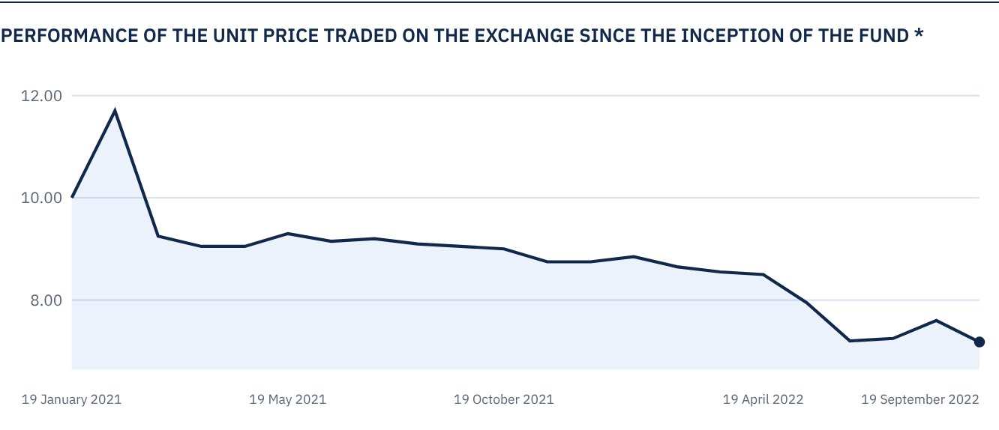 PERFORMANCE OF THE UNIT PRICE TRADED ON THE EXCHANGE SINCE THE INCEPTION OF THE FUND *
12.00
10.00
8.00
19 January 2021 19 May 2021 19 October 2021 19 April 2022 19 September 2022